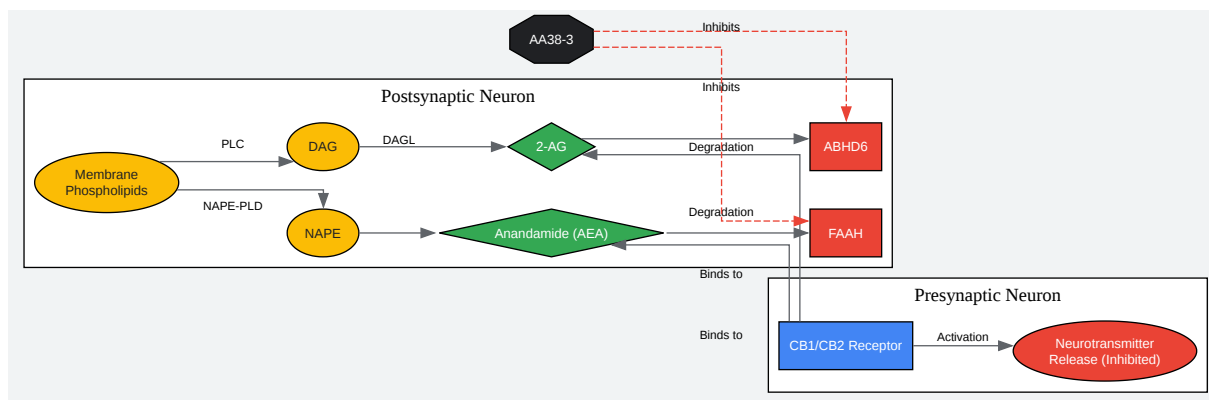 Inhibits
AA38-3
Inhibits
Postsynaptic Neuron
PLC
DAG
DAGL
2-AG
Degradation
ABHD6
Membrane
Phospholipids
NAPE-PLD
NAPE
Anandamide (AEA)
Degradation
FAAH
Binds to
Presynaptic Neuron
Binds to
CB1/CB2 Receptor
Activation
Neurotransmitter
Release (Inhibited)